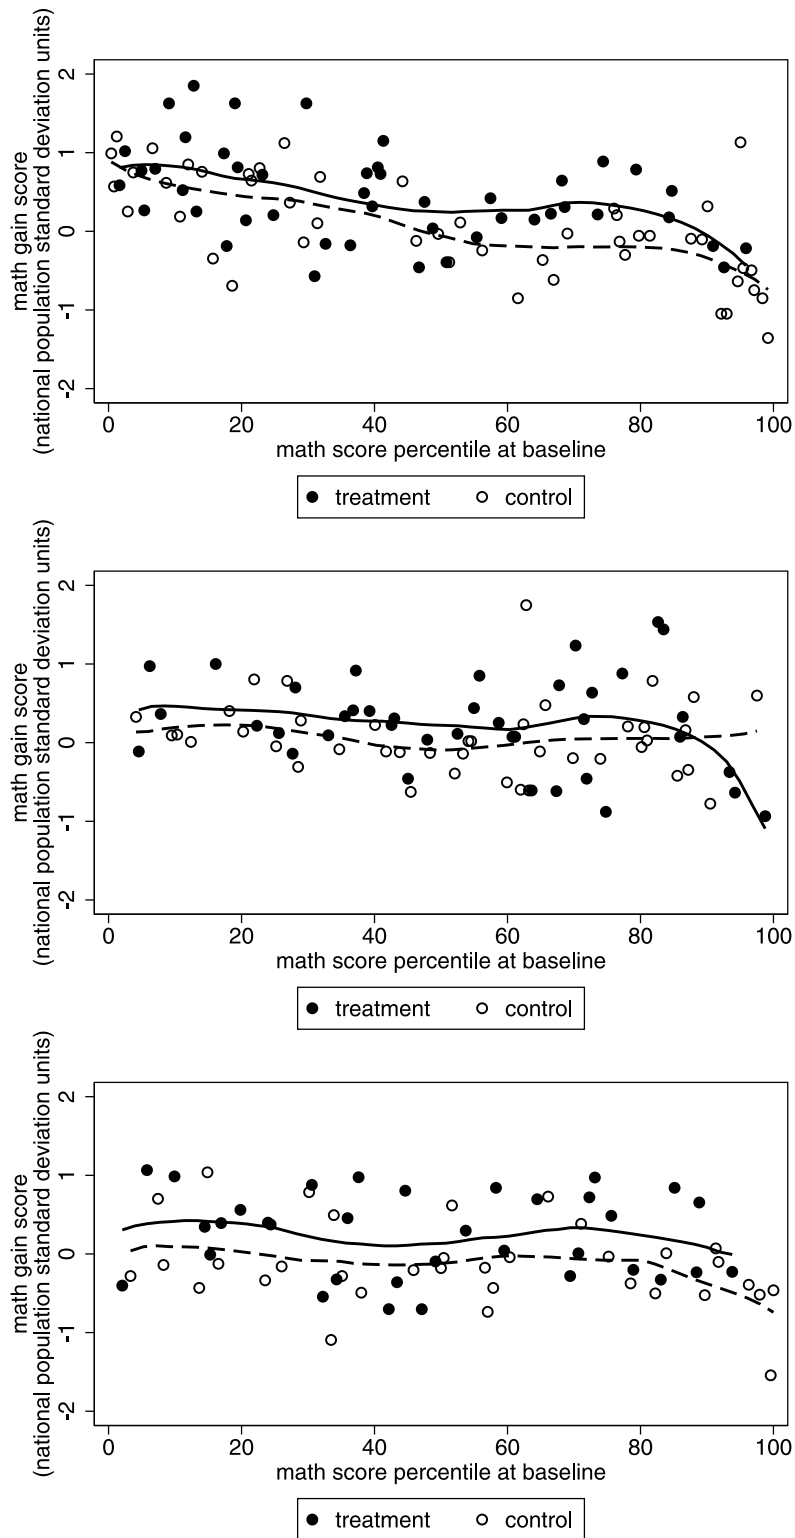 math gain score
(national population standard deviation units)
2
1
0
-1
-2
0 20 40 60 80 100
math score percentile at baseline
treatment control
math gain score
(national population standard deviation units)
2
1
0
-1
-2
0 20 40 60 80 100
math score percentile at baseline
treatment control
math gain score
(national population standard deviation units)
2
1
0
-1
-2
0 20 40 60 80 100
math score percentile at baseline
treatment control